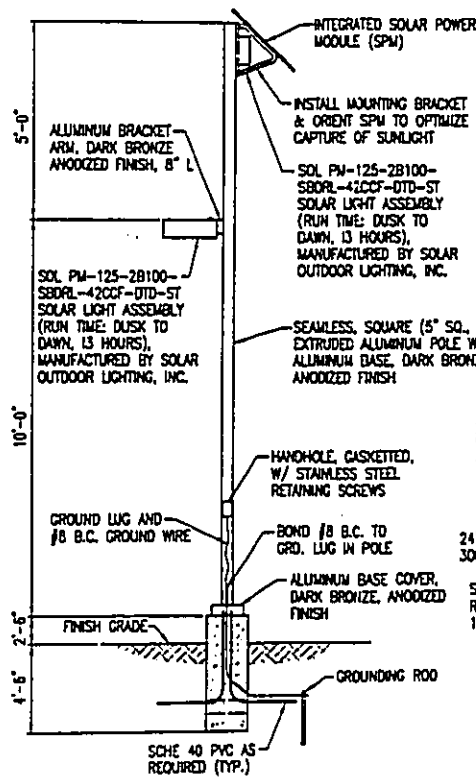 INTEGRATED SOLAR POWER
MODULE (SPM)
INSTALL MOUNTING BRACKET
& ORIENT SPM TO OPTIMIZE
CAPTURE OF SUNLIGHT
5'-0"
ALUMINUM BRACKET
ARM, DARK BRONZE
ANODIZED FINISH, 8" L
SOL PM-125-2B100-
SBDRL-42CCF-DTD-ST
SOLAR LIGHT ASSEMBLY
(RUN TIME: DUSK TO
DAWN, 13 HOURS),
MANUFACTURED BY SOLAR
OUTDOOR LIGHTING, INC.
SOL PM-125-2B100-
SBDRL-42CCF-DTD-ST
SOLAR LIGHT ASSEMBLY
(RUN TIME: DUSK TO
DAWN, 13 HOURS),
MANUFACTURED BY SOLAR
OUTDOOR LIGHTING, INC.
SEAMLESS, SQUARE (5" SQ.,
EXTRUDED ALUMINUM POLE W
ALUMINUM BASE, DARK BRON
ANODIZED FINISH
10'-0"
HANDHOLE, GASKETTED,
W/ STAINLESS STEEL
RETAINING SCREWS
GROUND LUG AND
#8 B.C. GROUND WIRE
BOND #8 B.C. TO
GRD. LUG IN POLE
24
30
ALUMINUM BASE COVER,
DARK BRONZE, ANODIZED
FINISH
S
R
1
2'-6"
FINISH GRADE
4'-6"
GROUNDING ROD
SCHE 40 PVC AS
REQUIRED (TYP.)